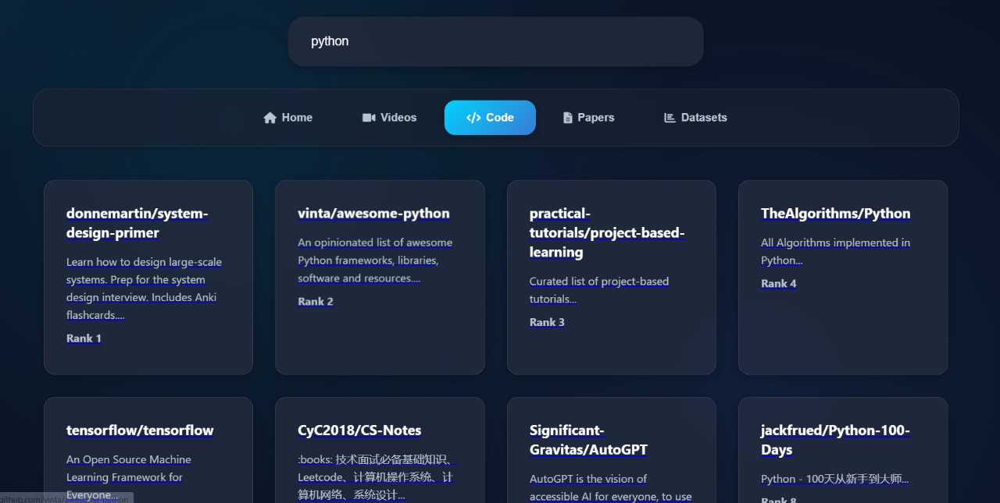 python
Home
Videos
Code
Papers
Datasets
donnemartin/system-
design-primer
Learn how to design large-scale
systems. Prep for the system
design interview. Includes Anki
flashcards....
Rank 1
vinta/awesome-python
An opinionated list of awesome
Python frameworks, libraries,
software and resources....
Rank 2
practical-
tutorials/project-based-
learning
Curated list of project-based
tutorials...
Rank 3
TheAlgorithms/Python
All Algorithms implemented in
Python...
Rank 4
tensorflow/tensorflow
An Open Source Machine
Learning Framework for
Everyone...
CyC2018/CS-Notes
:books: 技术面试必备基础知识、
Leetcode、计算机操作系统、计
算机网络、系统设计...
Significant-
Gravitas/AutoGPT
AutoGPT is the vision of
accessible AI for everyone, to use
jackfrued/Python-100-
Days
Python - 100天从新手到大师...
Rank 8
github.com/vinta/awesome-python